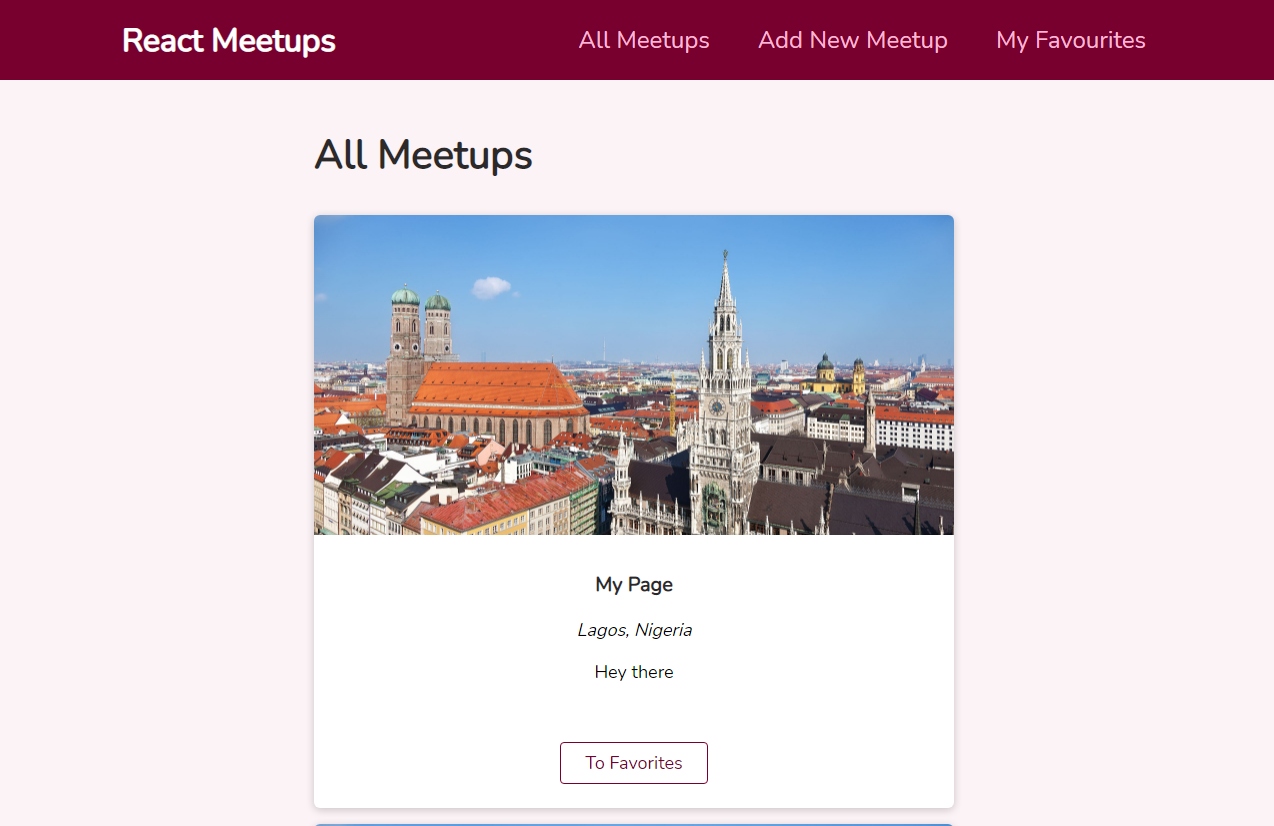 React Meetups
All Meetups
Add New Meetup
My Favourites
All Meetups
My Page
Lagos, Nigeria
Hey there
To Favorites